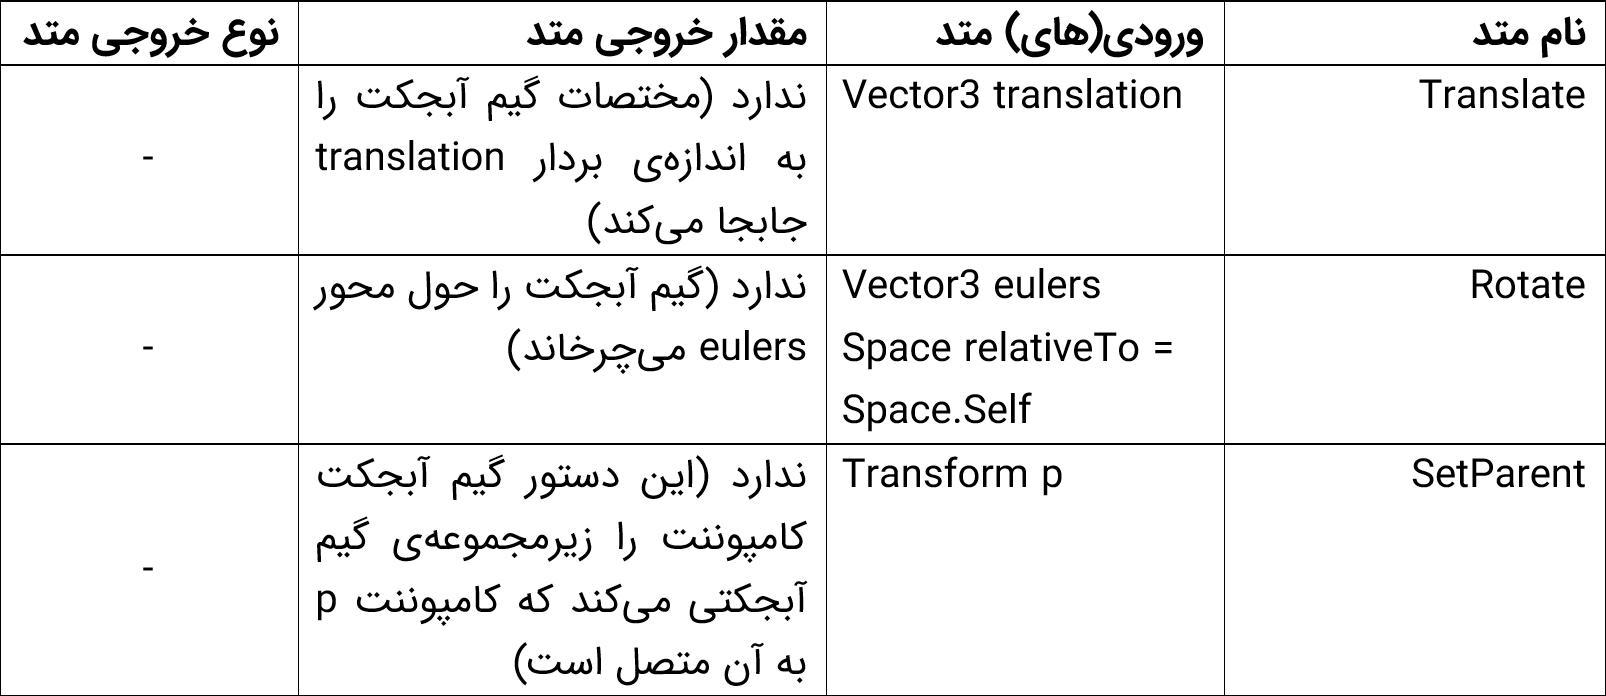 نام متد
ورودی(های) متد
مقدار خروجی متد
نوع خروجی متد
Translate
Vector3 translation
ندارد (مختصات گیم آبجکت را
به اندازه‌ی بردار translation
جابجا می‌کند)
-
Rotate
Vector3 eulers
Space relativeTo =
Space.Self
ندارد (گیم آبجکت را حول محور
eulers می‌چرخاند)
-
SetParent
Transform p
ندارد (این دستور گیم آبجکت
کامپوننت را زیرمجموعه‌ی گیم
آبجکتی می‌کند که کامپوننت p
به آن متصل است)
-